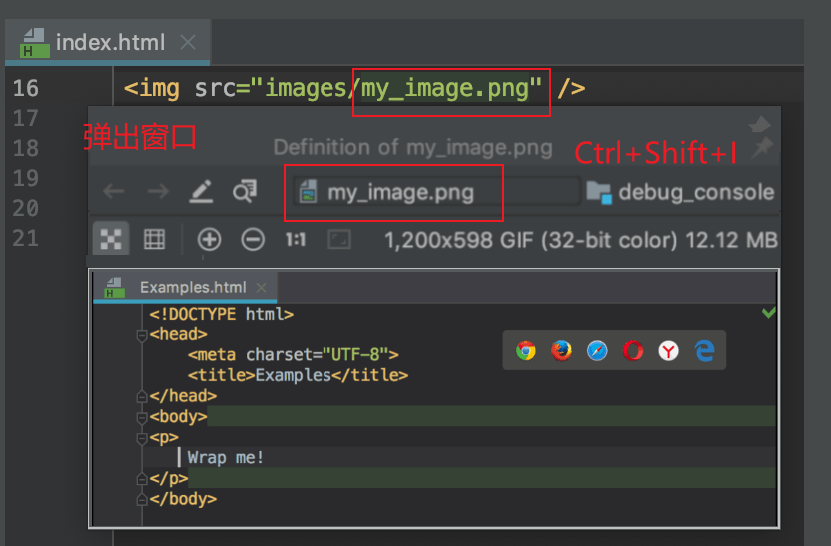 index.html
16 <img src="images/my_image.png" />
17
弹出窗口
18 Definition of my_image.png Ctrl+Shift+I
19 my_image.png debug_console
20
21 1:1 1,200x598 GIF (32-bit color) 12.12 MB
Examples.html
<!DOCTYPE html>
<head>
<meta charset="UTF-8">
<title>Examples</title>
</head>
<body>
<p>
Wrap me!
</p>
</body>